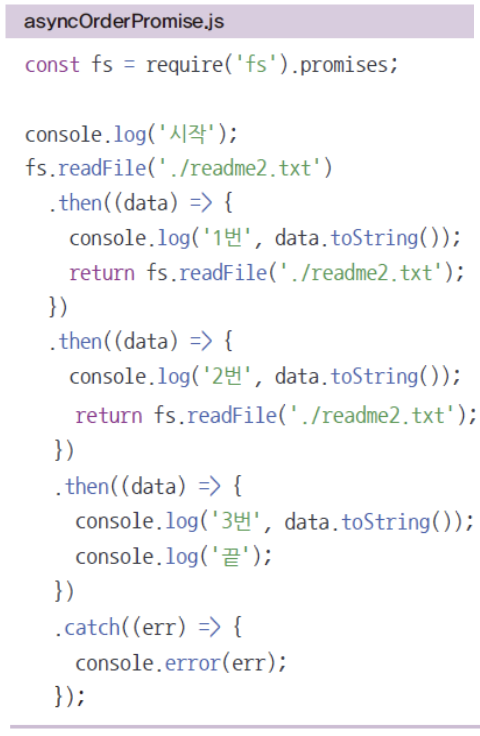 asyncOrderPromise.js
const fs = require('fs').promises;
console.log('시작');
fs.readFile('./readme2.txt')
.then((data) => {
console.log('1번', data.toString());
return fs.readFile('./readme2.txt');
})
.then((data) => {
console.log('2번', data.toString());
return fs.readFile('./readme2.txt');
})
.then((data) => {
console.log('3번', data.toString());
console.log('끝');
})
.catch((err) => {
console.error(err);
});